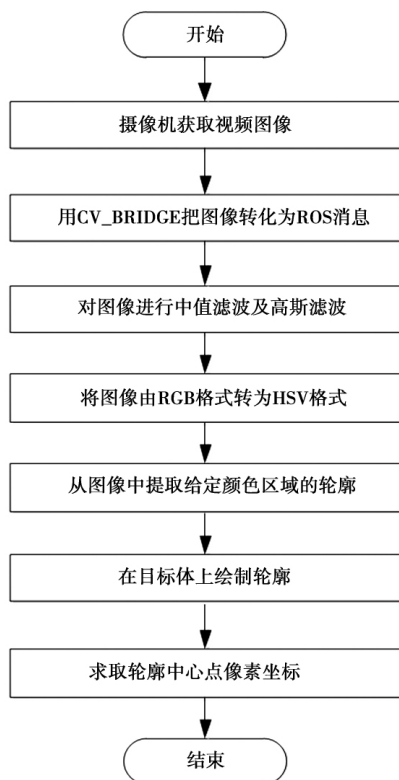 开始
摄像机获取视频图像
用CV_BRIDGE把图像转化为ROS消息
对图像进行中值滤波及高斯滤波
将图像由RGB格式转为HSV格式
从图像中提取给定颜色区域的轮廓
在目标体上绘制轮廓
求取轮廓中心点像素坐标
结束